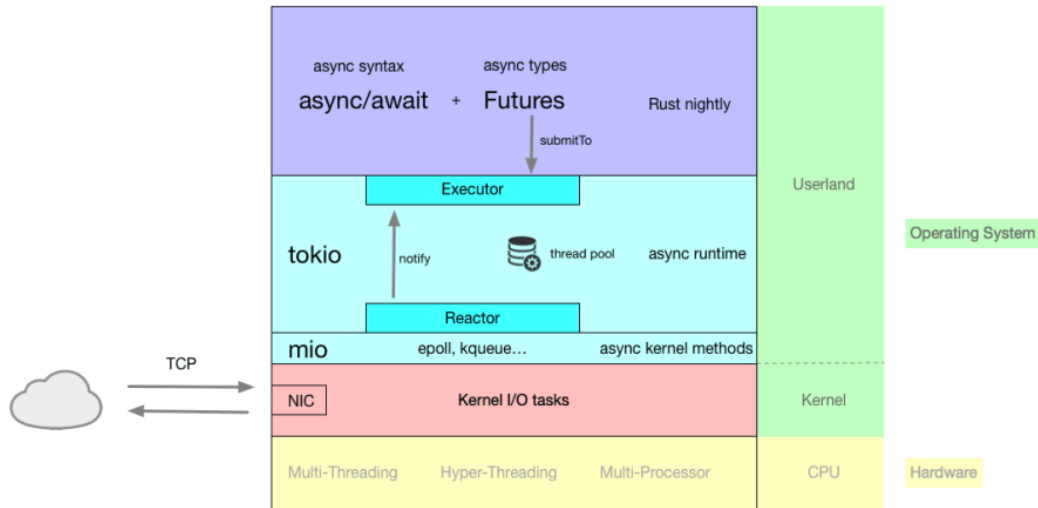 async syntax
async types
async/await + Futures
Rust nightly
submitTo
Executor
Userland
tokio
notify
thread pool
async runtime
Operating System
Reactor
mio
epoll, kqueue...
async kernel methods
TCP
NIC
Kernel I/O tasks
Kernel
Multi-Threading
Hyper-Threading
Multi-Processor
CPU
Hardware